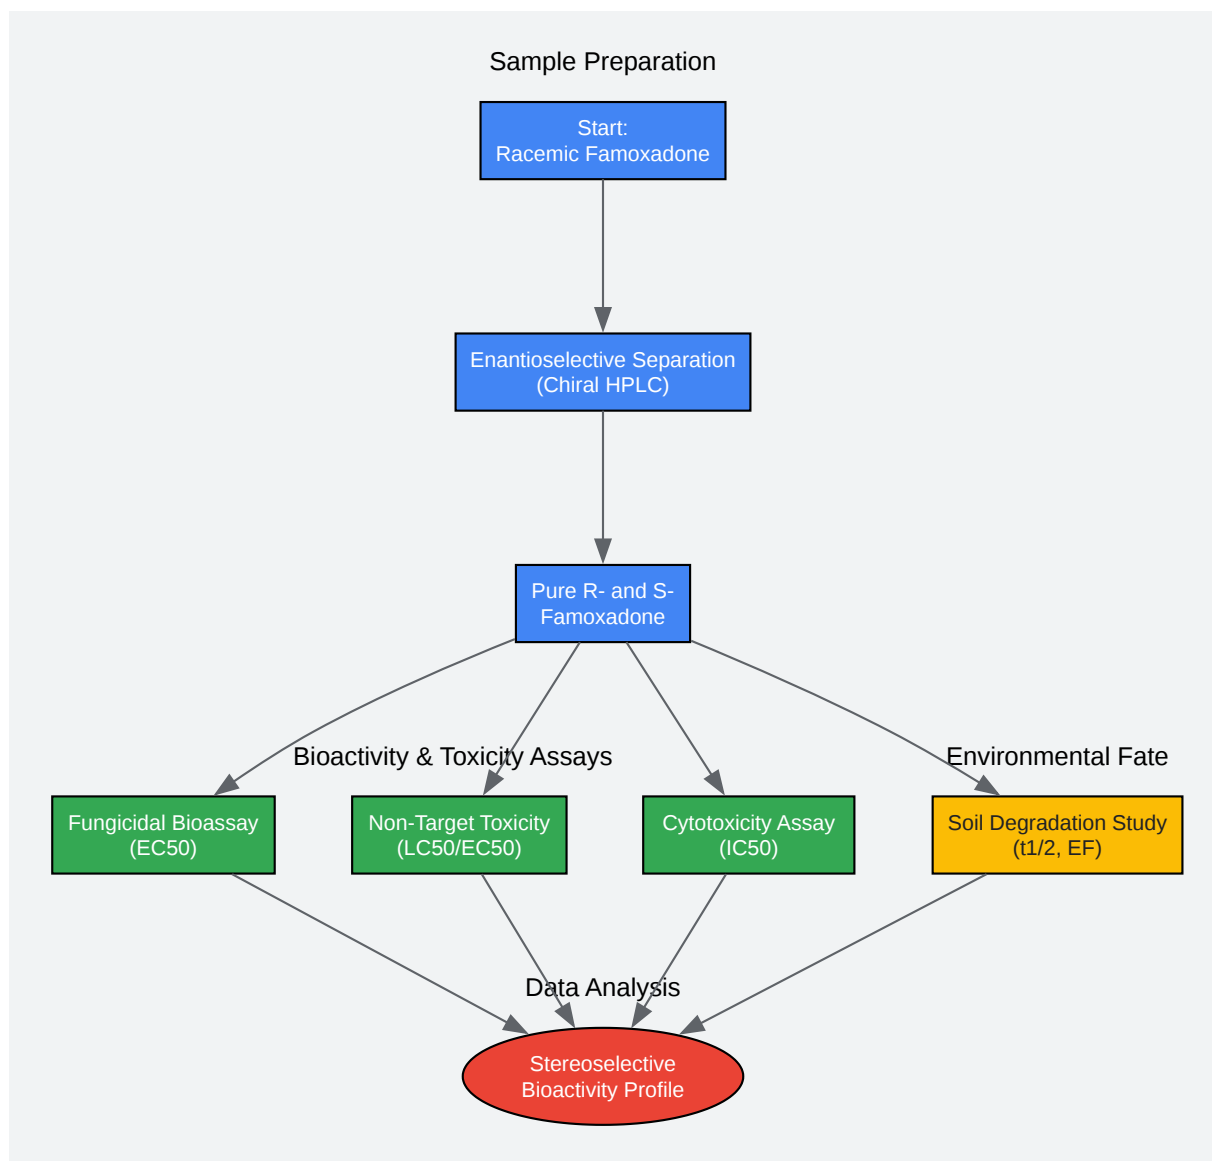 Sample Preparation
Start:
Racemic Famoxadone
Enantioselective Separation
(Chiral HPLC)
Pure R- and S-
Famoxadone
Bioactivity & Toxicity Assays
Environmental Fate
Fungicidal Bioassay
(EC50)
Non-Target Toxicity
(LC50/EC50)
Cytotoxicity Assay
(IC50)
Soil Degradation Study
(t1/2, EF)
Data Analysis
Stereoselective
Bioactivity Profile